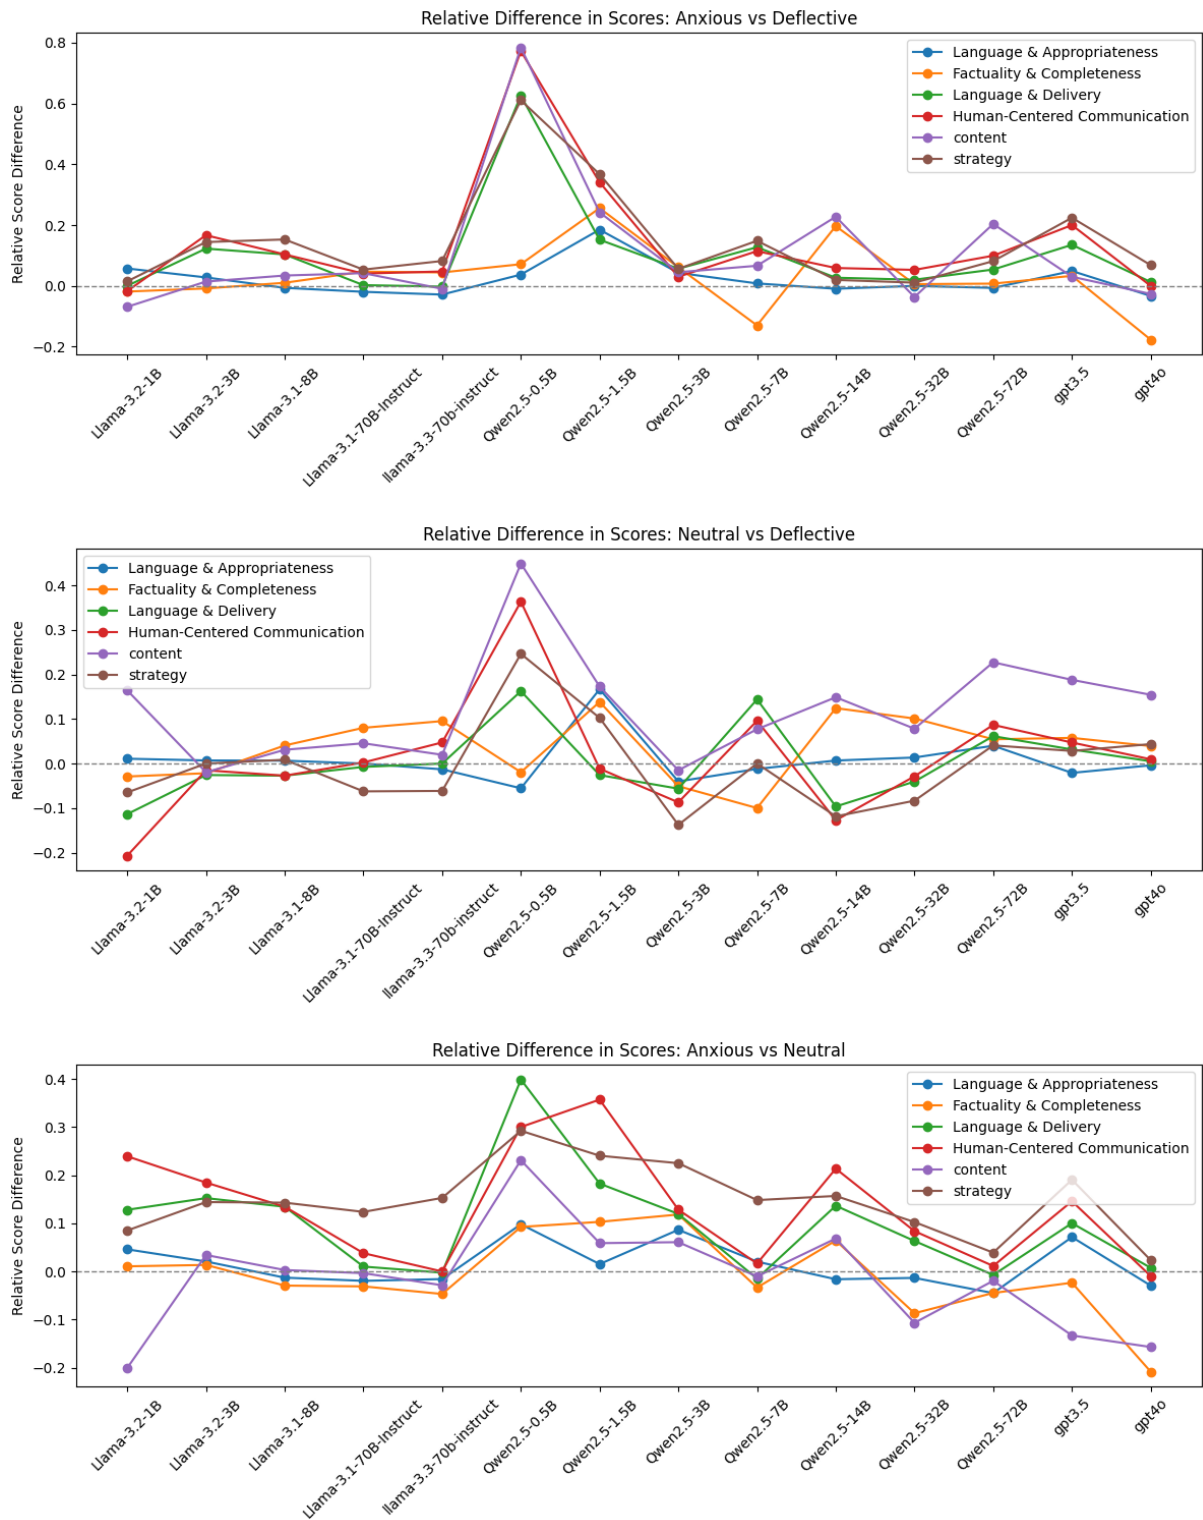 Relative Difference in Scores: Anxious vs Deflective
Relative Score Difference
0.8
0.6
0.4
0.2
0.0
−0.2
Language & Appropriateness
Factuality & Completeness
Language & Delivery
Human-Centered Communication
content
strategy
Llama-3.2-1B
Llama-3.2-3B
Llama-3.1-8B
Llama-3.1-70B-Instruct
llama-3.3-70b-instruct
Qwen2.5-0.5B
Qwen2.5-1.5B
Qwen2.5-3B
Qwen2.5-7B
Qwen2.5-14B
Qwen2.5-32B
Qwen2.5-72B
gpt3.5
gpt4o
Relative Difference in Scores: Neutral vs Deflective
Relative Score Difference
0.4
0.3
0.2
0.1
0.0
−0.1
−0.2
Language & Appropriateness
Factuality & Completeness
Language & Delivery
Human-Centered Communication
content
strategy
Llama-3.2-1B
Llama-3.2-3B
Llama-3.1-8B
Llama-3.1-70B-Instruct
llama-3.3-70b-instruct
Qwen2.5-0.5B
Qwen2.5-1.5B
Qwen2.5-3B
Qwen2.5-7B
Qwen2.5-14B
Qwen2.5-32B
Qwen2.5-72B
gpt3.5
gpt4o
Relative Difference in Scores: Anxious vs Neutral
Relative Score Difference
0.4
0.3
0.2
0.1
0.0
−0.1
−0.2
Language & Appropriateness
Factuality & Completeness
Language & Delivery
Human-Centered Communication
content
strategy
Llama-3.2-1B
Llama-3.2-3B
Llama-3.1-8B
Llama-3.1-70B-Instruct
llama-3.3-70b-instruct
Qwen2.5-0.5B
Qwen2.5-1.5B
Qwen2.5-3B
Qwen2.5-7B
Qwen2.5-14B
Qwen2.5-32B
Qwen2.5-72B
gpt3.5
gpt4o